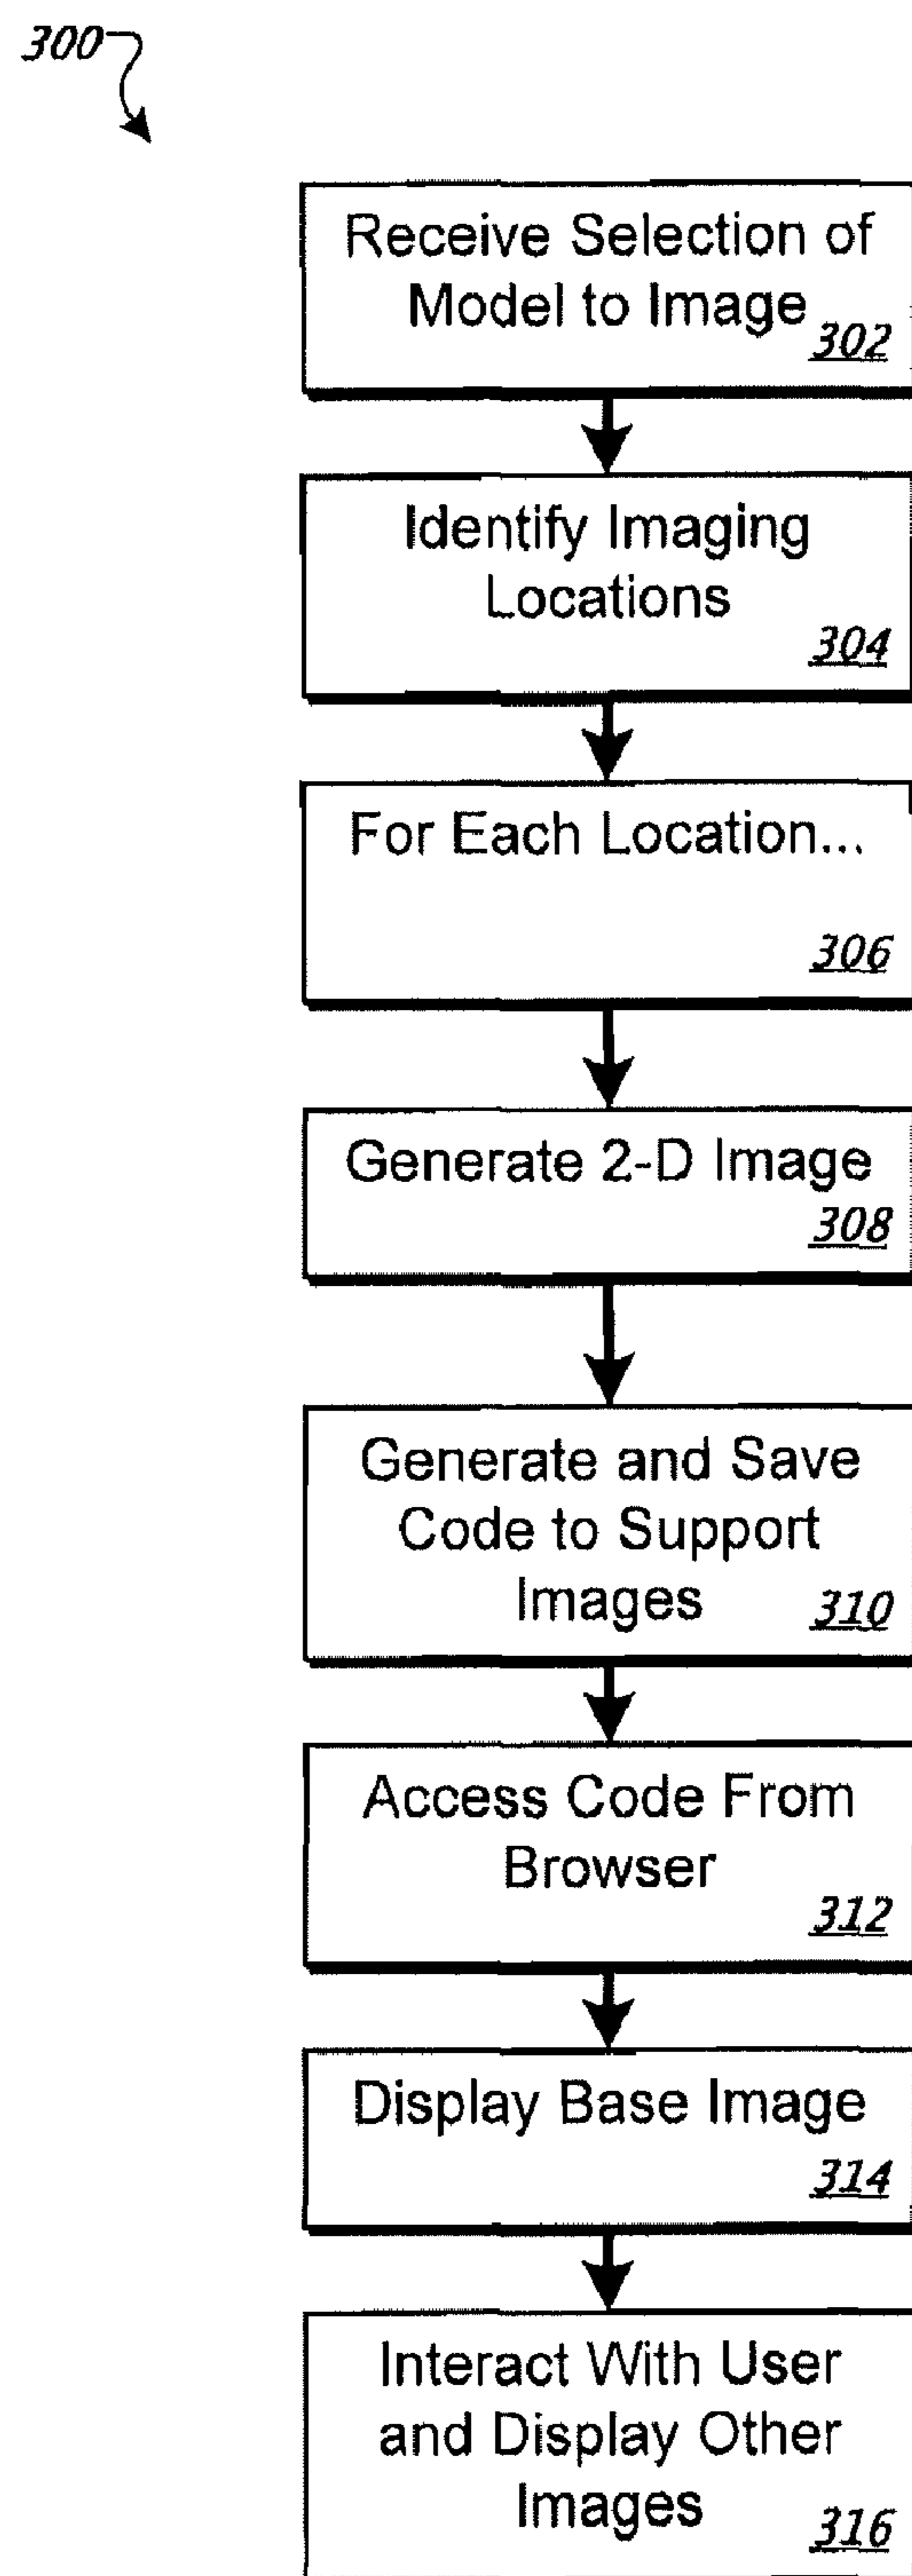 300
Receive Selection of
Model to Image
302
Identify Imaging
Locations
304
For Each Location...
306
Generate 2-D Image
308
Generate and Save
Code to Support
Images
310
Access Code From
Browser
312
Display Base Image
314
Interact With User
and Display Other
Images
316